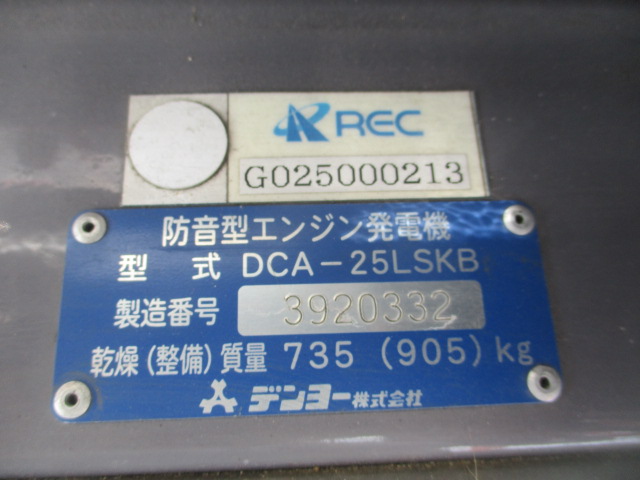 REC
G025000213
防音型エンジン発電機
型式 DCA-25LSKB
製造番号 3920332
乾燥(整備)質量 735 (905) kg
デンヨー株式会社